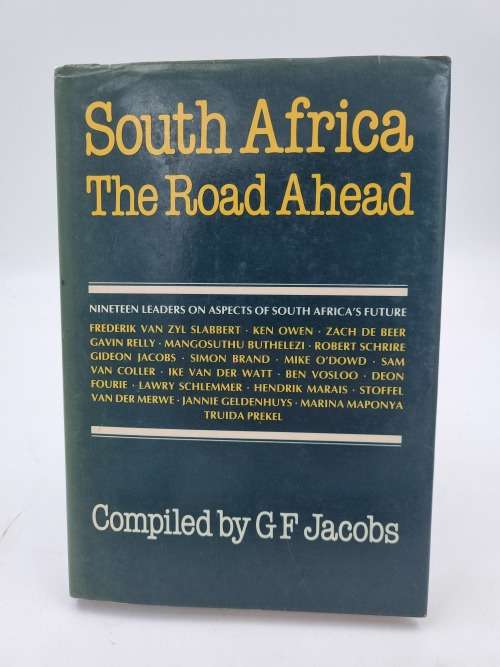 South Africa
The Road Ahead
NINETEEN LEADERS ON ASPECTS OF SOUTH AFRICA'S FUTURE
FREDERIK VAN ZYL SLABBERT · KEN OWEN · ZACH DE BEER
GAVIN RELLY · MANGOSUTHU BUTHELEZI · ROBERT SCHRIRE
GIDEON JACOBS · SIMON BRAND · MIKE O'DOWD · SAM
VAN COLLER · IKE VAN DER WATT · BEN VOSLOO · DEON
FOURIE · LAWRY SCHLEMMER · HENDRIK MARAIS · STOFFEL
VAN DER MERWE · JANNIE GELDENHUYS · MARINA MAPONYA
TRUIDA PREKEL
Compiled by G F Jacobs